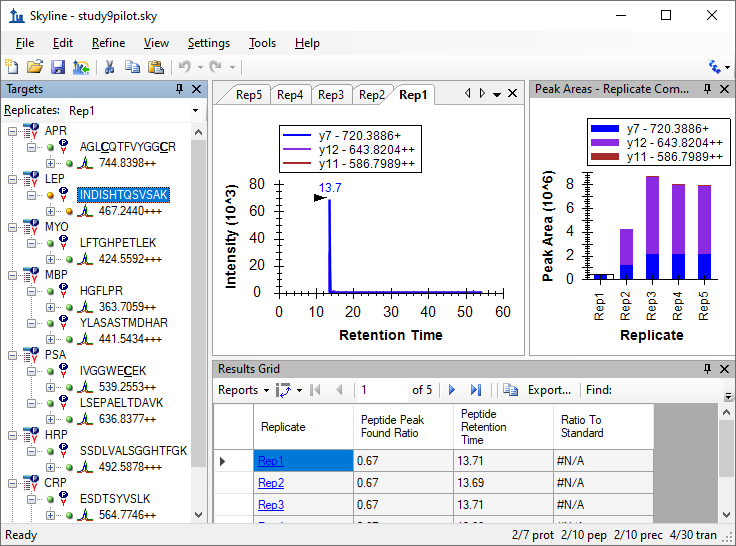 Skyline - study9pilot.sky
File Edit Refine View Settings Tools Help
Targets
Replicates: Rep1
APR
AGLCQTFVYGGCR
744.8398++
LEP
INDISHTQSVSAK
467.2440+++
MYO
LFTGHPETLEK
424.5592+++
MBP
HGFLPR
363.7059++
YLASASTMDHAR
441.5434+++
PSA
IVGGWECEK
539.2553++
LSEPAELTDAVK
636.8377++
HRP
SSDLVALSGGHTFGK
492.5878+++
CRP
ESDTSYVSLK
564.7746++
Rep5 Rep4 Rep3 Rep2 Rep1
y7 - 720.3886+
y12 - 643.8204++
y11 - 586.7989++
Intensity (10^3)
80
60
40
20
0
13.7
0 10 20 30 40 50 60
Retention Time
Peak Areas - Replicate Com...
y7 - 720.3886+
y12 - 643.8204++
y11 - 586.7989++
Peak Area (10^6)
8
6
4
2
0
Rep1 Rep2 Rep3 Rep4 Rep5
Replicate
Results Grid
Reports 1 of 5 Export... Find:
Replicate Peptide Peak Found Ratio Peptide Retention Time Ratio To Standard
Rep1 0.67 13.71 #N/A
Rep2 0.67 13.69 #N/A
Rep3 0.67 13.71 #N/A
Ready 2/7 prot 2/10 pep 2/10 prec 4/30 tran